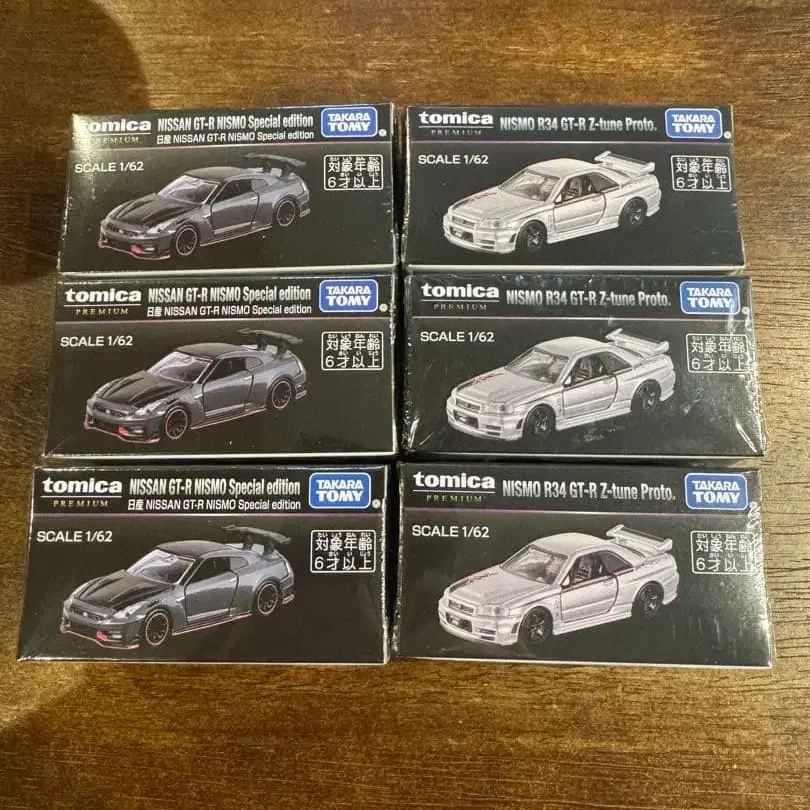 tomica
PREMIUM
NISSAN GT-R NISMO Special edition
日産 NISSAN GT-R NISMO Special edition
TAKARA
TOMY
SCALE 1/62
対象年齢
6才以上
tomica
PREMIUM
NISMO R34 GT-R Z-tune Proto.
TAKARA
TOMY
SCALE 1/62
対象年齢
6才以上
tomica
PREMIUM
NISSAN GT-R NISMO Special edition
日産 NISSAN GT-R NISMO Special edition
TAKARA
TOMY
SCALE 1/62
対象年齢
6才以上
tomica
PREMIUM
NISMO R34 GT-R Z-tune Proto.
TAKARA
TOMY
SCALE 1/62
対象年齢
6才以上
tomica
PREMIUM
NISSAN GT-R NISMO Special edition
日産 NISSAN GT-R NISMO Special edition
TAKARA
TOMY
SCALE 1/62
対象年齢
6才以上
tomica
PREMIUM
NISMO R34 GT-R Z-tune Proto.
TAKARA
TOMY
SCALE 1/62
対象年齢
6才以上